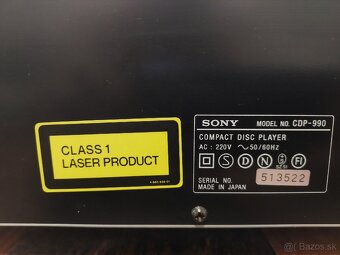 CLASS 1
LASER PRODUCT
SONY MODEL NO. CDP-990
COMPACT DISC PLAYER
AC : 220V ~ 50/60Hz
S D N FI
SERIAL NO. 513522
MADE IN JAPAN
bazos.sk